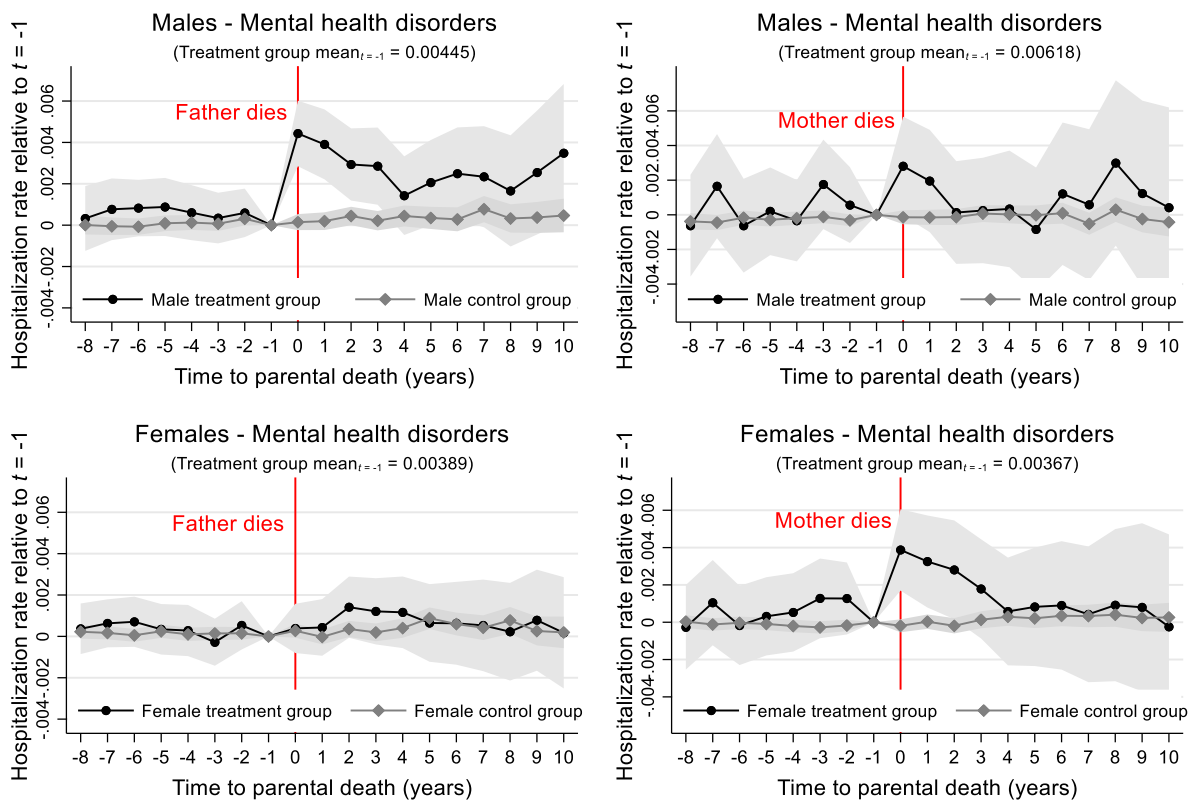 Males - Mental health disorders
(Treatment group mean t = -1 = 0.00445)
Hospitalization rate relative to t = -1
.006
.004
.002
0
-.002
-.004
Father dies
Male treatment group
Male control group
-8 -7 -6 -5 -4 -3 -2 -1 0 1 2 3 4 5 6 7 8 9 10
Time to parental death (years)
Males - Mental health disorders
(Treatment group mean t = -1 = 0.00618)
Hospitalization rate relative to t = -1
.006
.004
.002
0
-.002
-.004
Mother dies
Male treatment group
Male control group
-8 -7 -6 -5 -4 -3 -2 -1 0 1 2 3 4 5 6 7 8 9 10
Time to parental death (years)
Females - Mental health disorders
(Treatment group mean t = -1 = 0.00389)
Hospitalization rate relative to t = -1
.006
.004
.002
0
-.002
-.004
Father dies
Female treatment group
Female control group
-8 -7 -6 -5 -4 -3 -2 -1 0 1 2 3 4 5 6 7 8 9 10
Time to parental death (years)
Females - Mental health disorders
(Treatment group mean t = -1 = 0.00367)
Hospitalization rate relative to t = -1
.006
.004
.002
0
-.002
-.004
Mother dies
Female treatment group
Female control group
-8 -7 -6 -5 -4 -3 -2 -1 0 1 2 3 4 5 6 7 8 9 10
Time to parental death (years)